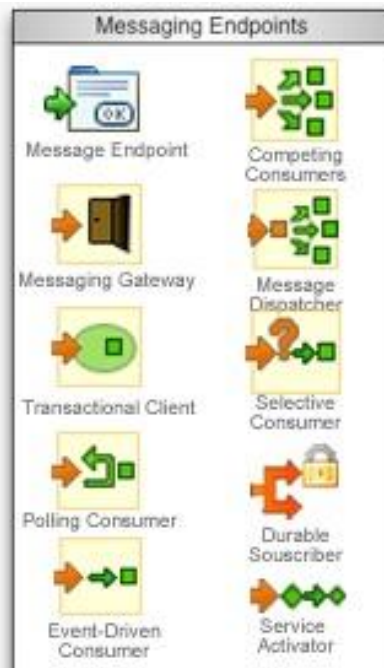 Messaging Endpoints
OK
Message Endpoint
Competing
Consumers
Messaging Gateway
Message
Dispatcher
Transactional Client
Selective
Consumer
Polling Consumer
Durable
Souscriber
Event-Driven
Consumer
Service
Activator